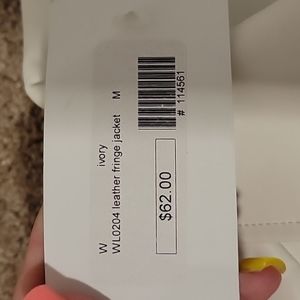 W ivory
WL0204 leather fringe jacket M
# 114561
$62.00